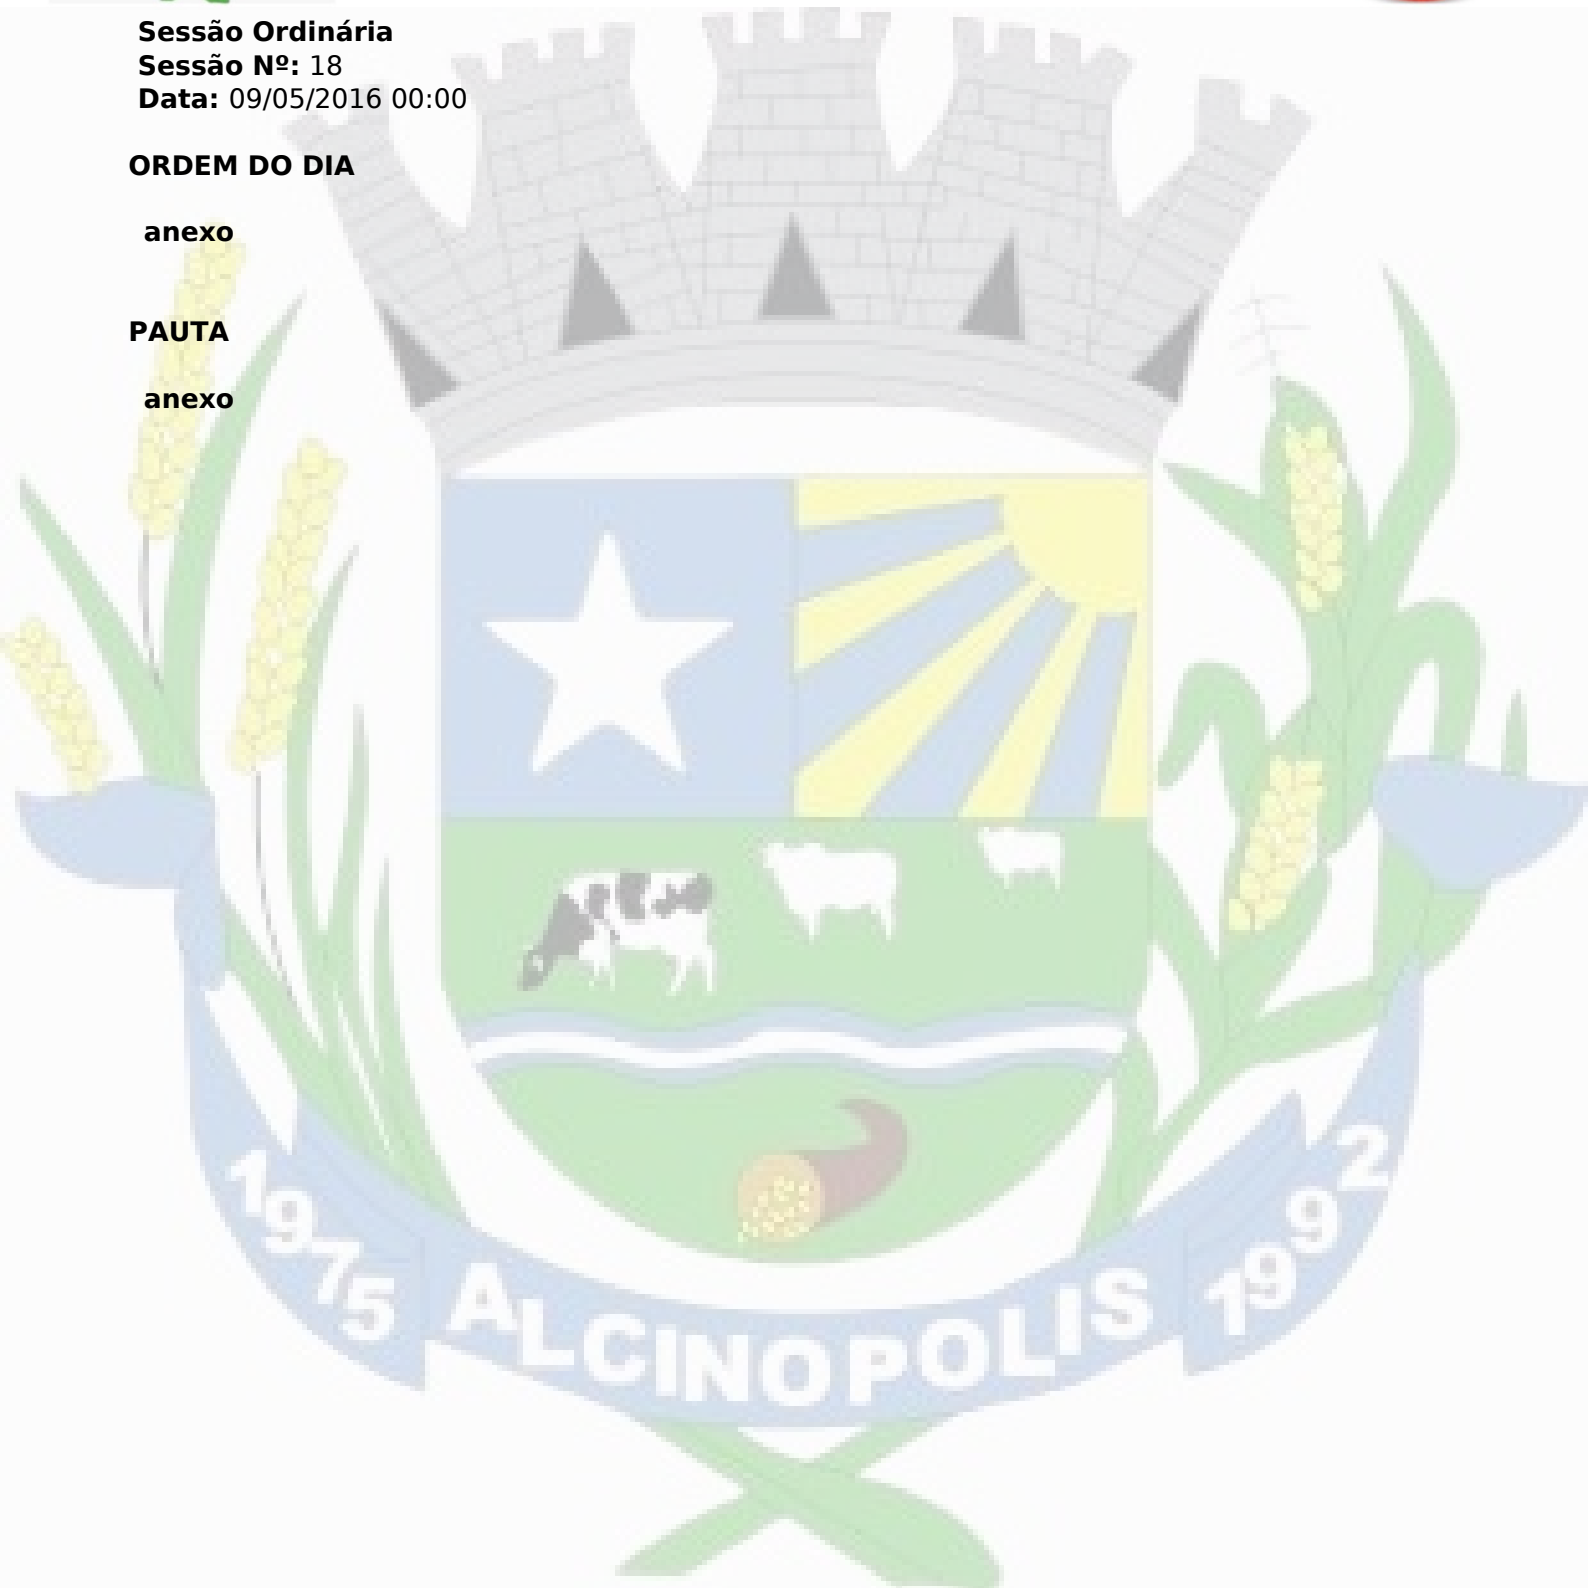 Sessão Ordinária
Sessão Nº: 18
Data: 09/05/2016 00:00
ORDEM DO DIA
anexo
PAUTA
anexo
1975 ALCINOPOLIS 1992